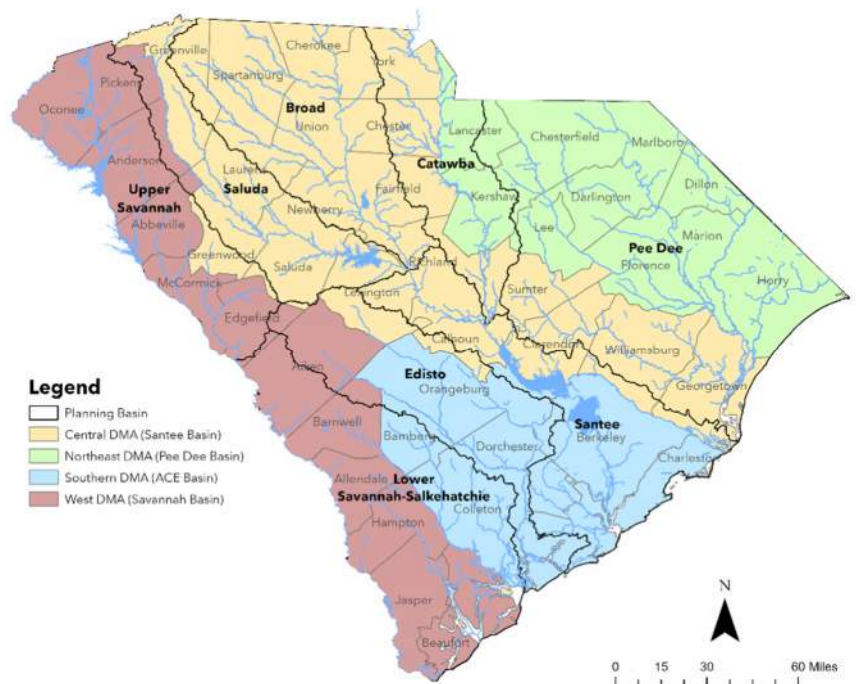 Greenville
Cherokee
York
Spartanburg
Pickens
Oconee
Broad
Union
Chester
Lancaster
Chesterfield
Marlboro
Anderson
Catawba
Laurens
Upper
Savannah
Saluda
Fairfield
Kershaw
Darlington
Dillon
Abbeville
Newberry
Lee
Marion
Pee Dee
Greenwood
Richland
Florence
Saluda
Horry
McCormick
Lexington
Sumter
Edgefield
Calhoun
Clarendon
Williamsburg
Aiken
Edisto
Georgetown
Orangeburg
Santee
Barnwell
Berkeley
Bamberg
Dorchester
Charleston
Allendale
Lower
Savannah-Salkehatchie
Colleton
Hampton
Jasper
Beaufort
Legend
Planning Basin
Central DMA (Santee Basin)
Northeast DMA (Pee Dee Basin)
Southern DMA (ACE Basin)
West DMA (Savannah Basin)
N
0 15 30 60 Miles